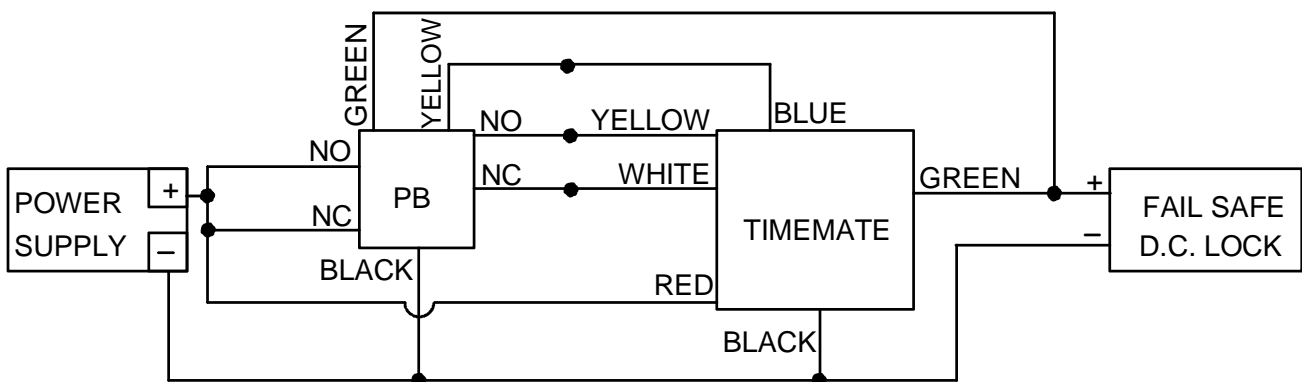 GREEN
YELLOW
BLUE
NO
YELLOW
NO
POWER
SUPPLY
+
−
NC
PB
NC
WHITE
GREEN
+
−
FAIL SAFE
D.C. LOCK
TIMEMATE
BLACK
RED
BLACK